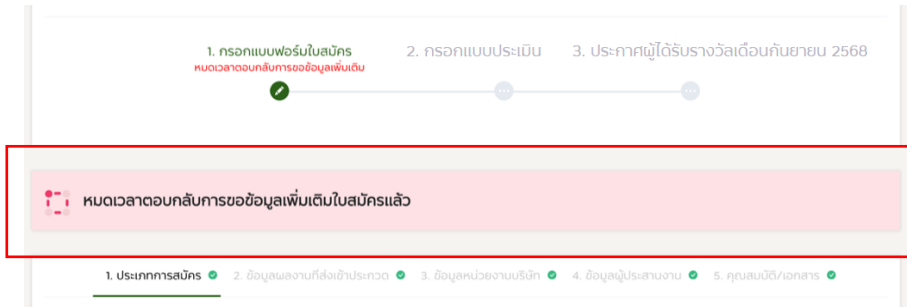 1. กรอกแบบฟอร์มใบสมัคร 2. กรอกแบบประเมิน 3. ประกาศผู้ได้รับรางวัลเดือนกันยายน 2568
หมดเวลาตอบกลับการขอข้อมูลเพิ่มเติม
หมดเวลาตอบกลับการขอข้อมูลเพิ่มเติมใบสมัครแล้ว
1. ประเภทการสมัคร 2. ข้อมูลผลงานที่ส่งเข้าประกวด 3. ข้อมูลหน่วยงานบริษัท 4. ข้อมูลผู้ประสานงาน 5. คุณสมบัติ/เอกสาร